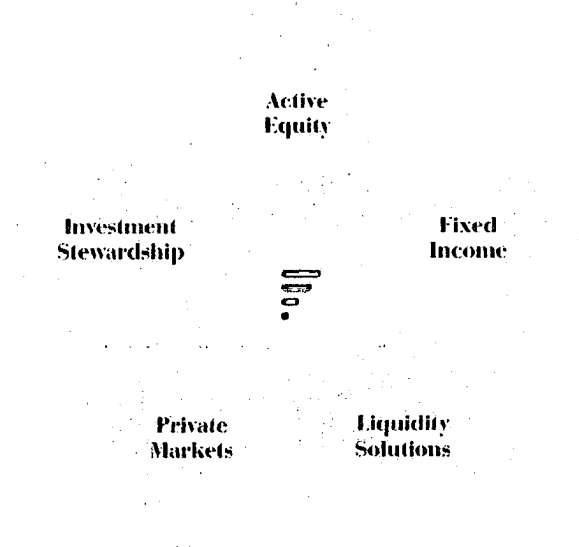 Active
Equity
Investment
Stewardship
Fixed
Income
Private
Markets
Liquidity
Solutions